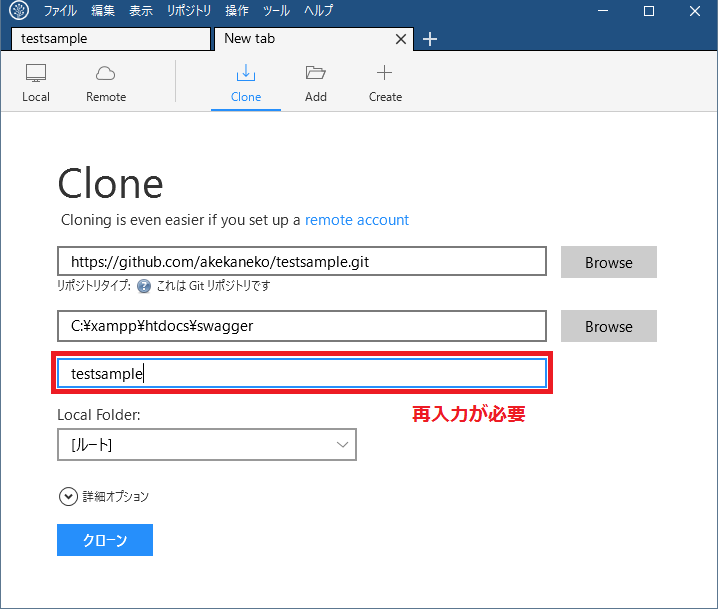 ファイル 編集 表示 リポジトリ 操作 ツール ヘルプ
testsample New tab
Local Remote Clone Add Create
Clone
Cloning is even easier if you set up a remote account
https://github.com/akekaneko/testsample.git Browse
リポジトリタイプ: ? これは Git リポジトリです
C:¥xampp¥htdocs¥swagger Browse
testsample
再入力が必要
Local Folder:
[ルート]
詳細オプション
クローン